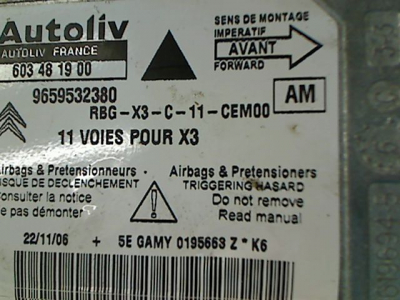 Autoliv
AUTOLIV FRANCE
603 48 19 00
SENS DE MONTAGE
IMPERATIF
AVANT
FORWARD
9659532380
RBG-X3-C-11-CEM00
AM
11 VOIES POUR X3
Airbags & Pretensionneurs
RISQUE DE DECLENCHEMENT
Consulter la notice
Ne pas démonter
Airbags & Pretensioners
TRIGGERING HASARD
Do not remove
Read manual
22/11/06 + 5E GAMY 0195663 Z * K6